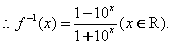 ∴ f⁻¹(x) = (1−10ˣ)/(1+10ˣ) (x∈R).